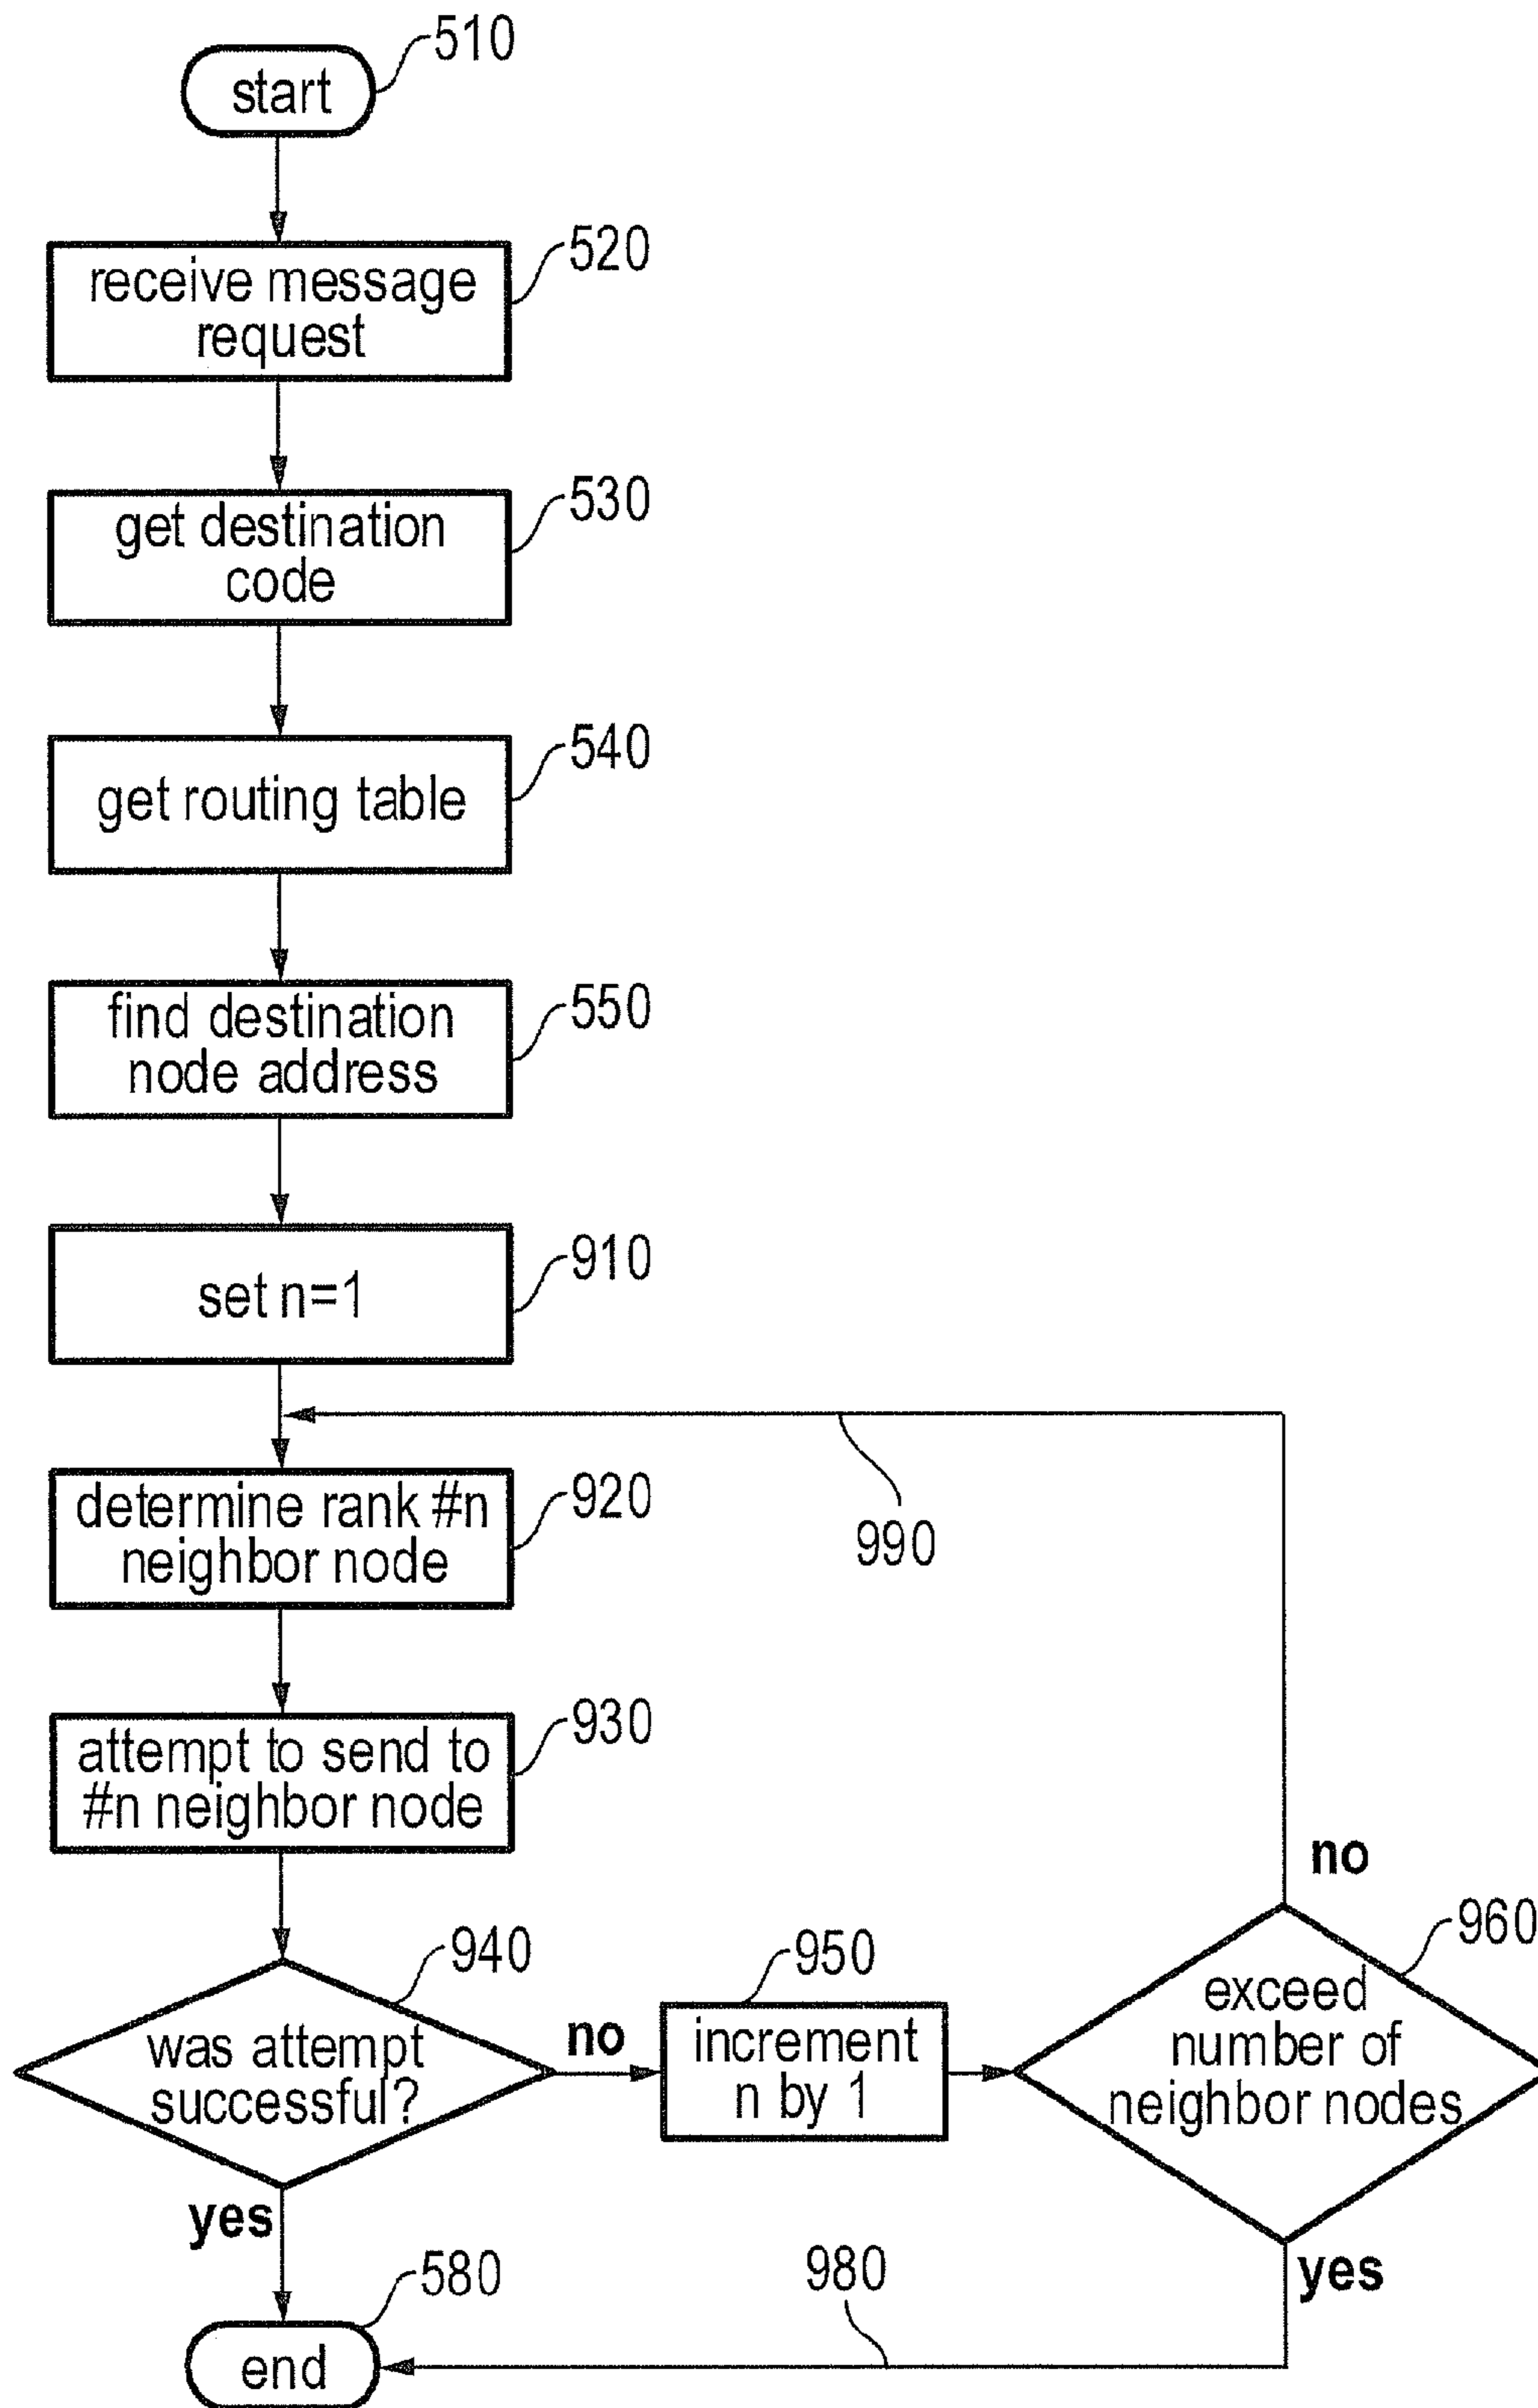 510
start
520
receive message
request
530
get destination
code
540
get routing table
550
find destination
node address
910
set n=1
990
920
determine rank #n
neighbor node
930
attempt to send to
#n neighbor node
940
was attempt
successful?
no
950
increment
n by 1
no
960
exceed
number of
neighbor nodes
yes
yes
980
580
end